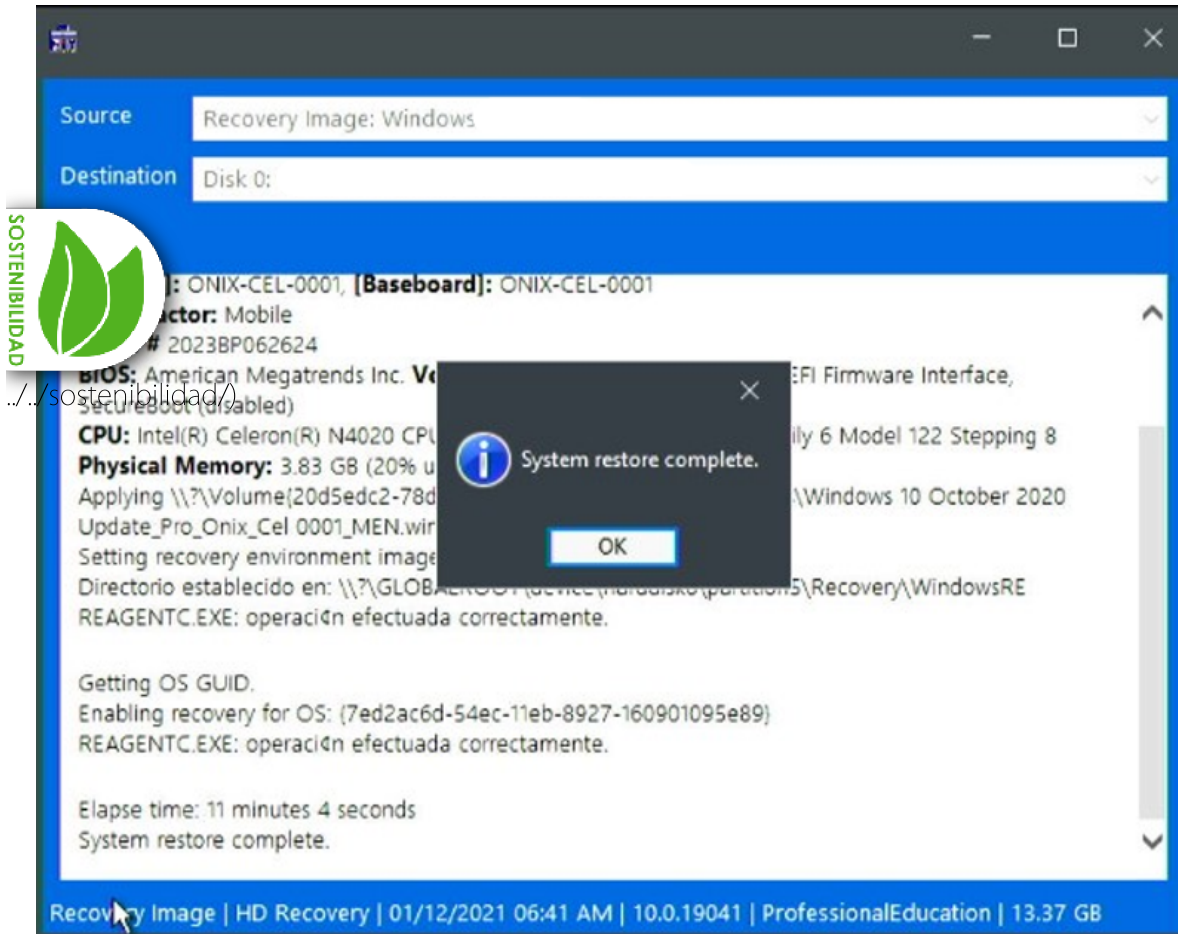 Source
Recovery Image: Windows
Destination
Disk 0:
SOSTENIBILIDAD
]: ONIX-CEL-0001, [Baseboard]: ONIX-CEL-0001
actor: Mobile
# 2023BP062624
BIOS: American Megatrends Inc. EFI Firmware Interface,
SecureBoot (disabled)
../../sostenibilidad/)
CPU: Intel(R) Celeron(R) N4020 CPU ily 6 Model 122 Stepping 8
Physical Memory: 3.83 GB (20% u
Applying \\?\Volume{20d5edc2-78d \Windows 10 October 2020
Update_Pro_Onix_Cel 0001_MEN.wim
Setting recovery environment image
Directorio establecido en: \\?\GLOBALROOT\device\harddisk0\partition5\Recovery\WindowsRE
REAGENTC.EXE: operaci¢n efectuada correctamente.
Getting OS GUID.
Enabling recovery for OS: {7ed2ac6d-54ec-11eb-8927-160901095e89}
REAGENTC.EXE: operaci¢n efectuada correctamente.
Elapse time: 11 minutes 4 seconds
System restore complete.
System restore complete.
OK
Recovery Image | HD Recovery | 01/12/2021 06:41 AM | 10.0.19041 | ProfessionalEducation | 13.37 GB